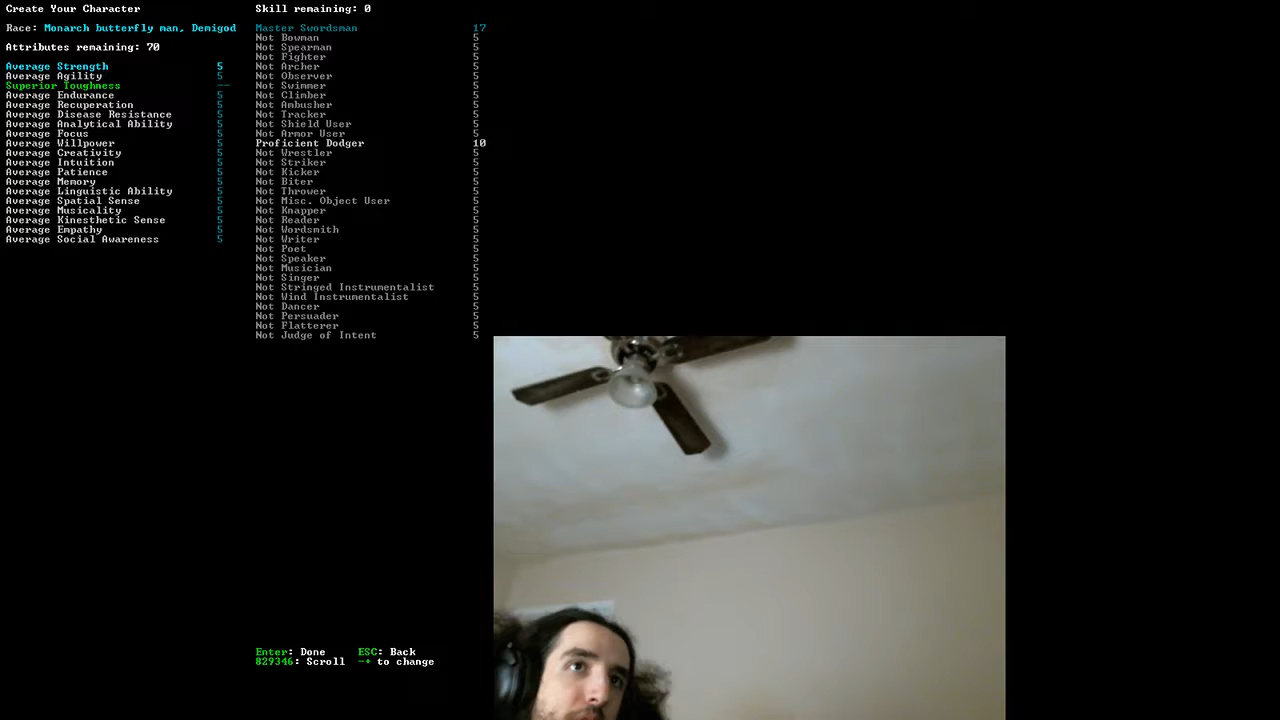 Create Your Character
Race: Monarch butterfly man, Demigod
Attributes remaining: 70
Average Strength 5
Average Agility 5
Superior Toughness --
Average Endurance 5
Average Recuperation 5
Average Disease Resistance 5
Average Analytical Ability 5
Average Focus 5
Average Willpower 5
Average Creativity 5
Average Intuition 5
Average Patience 5
Average Memory 5
Average Linguistic Ability 5
Average Spatial Sense 5
Average Musicality 5
Average Kinesthetic Sense 5
Average Empathy 5
Average Social Awareness 5
Skill remaining: 0
Master Swordsman 17
Not Bowman 5
Not Spearman 5
Not Fighter 5
Not Archer 5
Not Observer 5
Not Swimmer 5
Not Climber 5
Not Ambusher 5
Not Tracker 5
Not Shield User 5
Not Armor User 5
Proficient Dodger 10
Not Wrestler 5
Not Striker 5
Not Kicker 5
Not Biter 5
Not Thrower 5
Not Misc. Object User 5
Not Knapper 5
Not Reader 5
Not Wordsmith 5
Not Writer 5
Not Poet 5
Not Speaker 5
Not Musician 5
Not Singer 5
Not Stringed Instrumentalist 5
Not Wind Instrumentalist 5
Not Dancer 5
Not Persuader 5
Not Flatterer 5
Not Judge of Intent 5
Enter: Done ESC: Back
829346: Scroll -+ to change